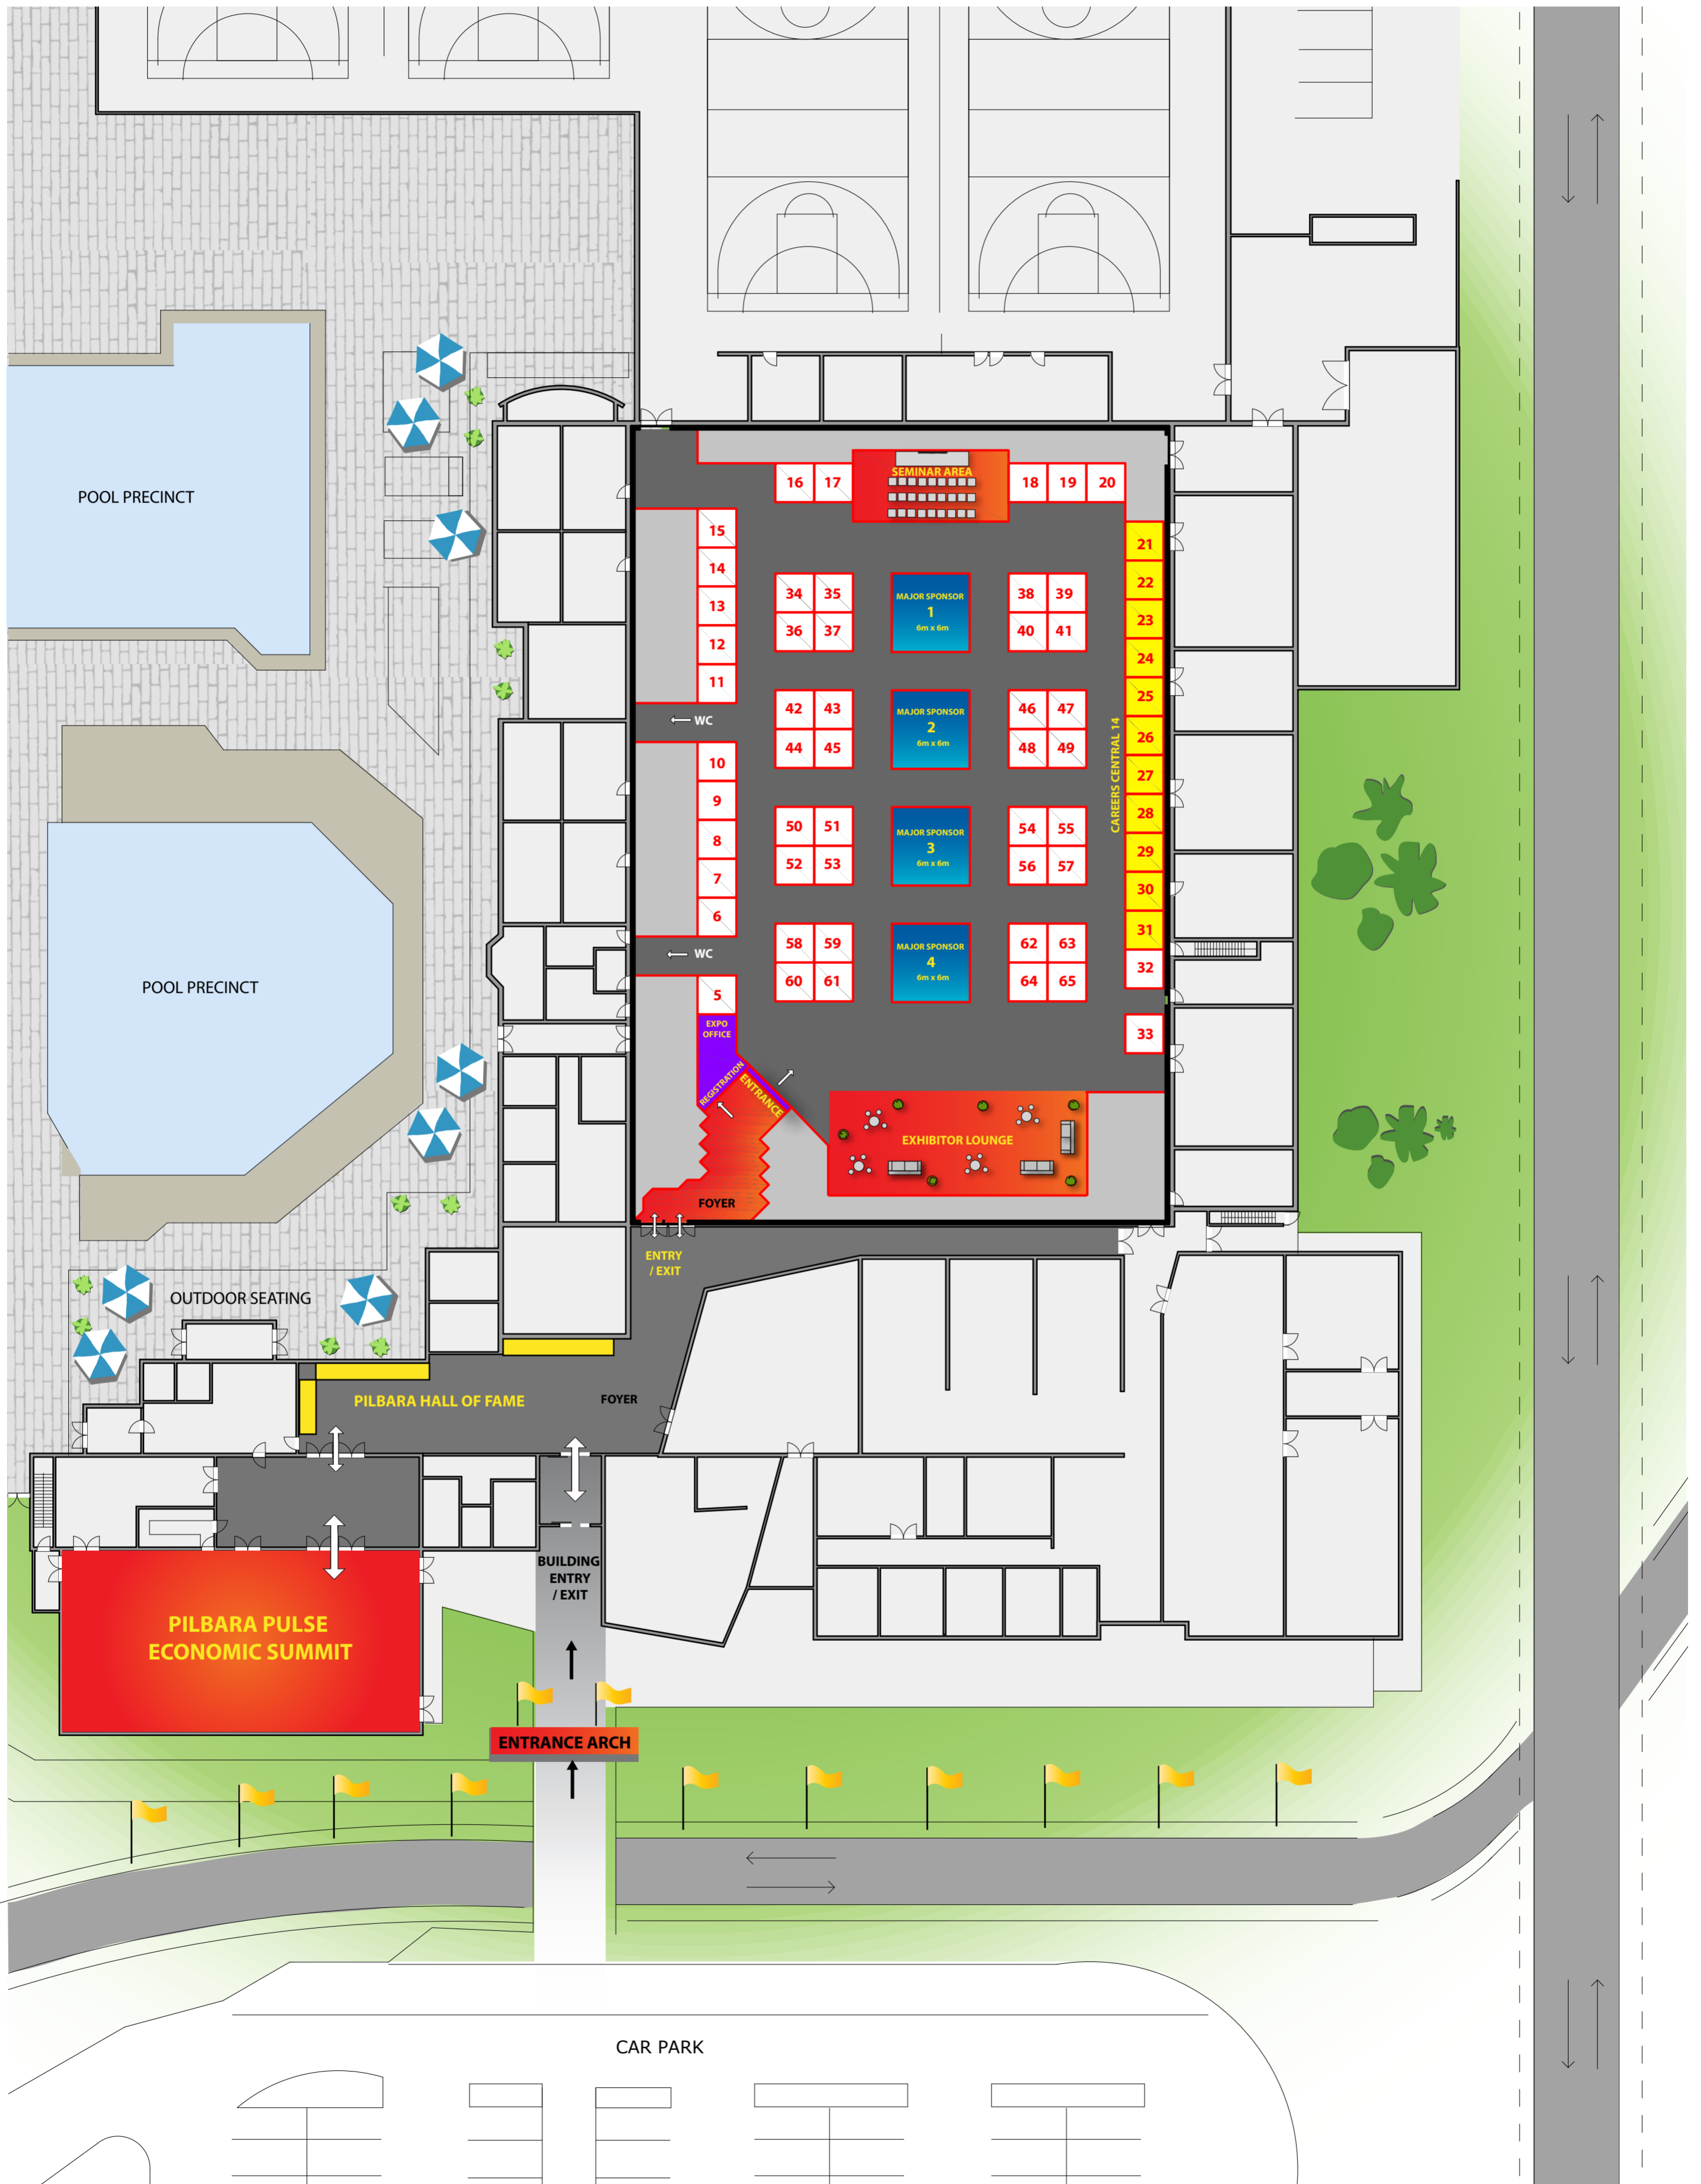 SEMINAR AREA
16 17
18 19 20
POOL PRECINCT
15
14
13
12
11
21
22
23
24
25
26
27
28
29
30
31
32
33
CAREERS CENTRAL 14
34 35
36 37
MAJOR SPONSOR
1
6m x 6m
38 39
40 41
42 43
44 45
MAJOR SPONSOR
2
6m x 6m
46 47
48 49
WC
10
9
8
7
6
50 51
52 53
MAJOR SPONSOR
3
6m x 6m
54 55
56 57
58 59
60 61
MAJOR SPONSOR
4
6m x 6m
62 63
64 65
WC
POOL PRECINCT
5
EXPO
OFFICE
REGISTRATION
ENTRANCE
EXHIBITOR LOUNGE
FOYER
ENTRY
/ EXIT
OUTDOOR SEATING
PILBARA HALL OF FAME
FOYER
BUILDING
ENTRY
/ EXIT
PILBARA PULSE
ECONOMIC SUMMIT
ENTRANCE ARCH
CAR PARK